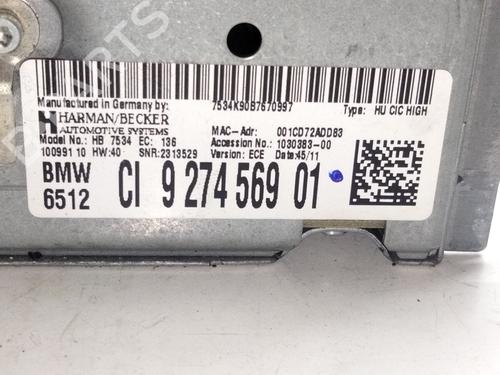 Manufactured in Germany by:
7534K90B7670997
HARMAN/BECKER
AUTOMOTIVE SYSTEMS
Type: HU CIC HIGH
MAC-Adr: 001CD72ADD83
Model No.: HB 7534 EC: 136
Accession No.: 1030383-00
10099110 HW:40 SNR:2313529
Version: ECE Date:45/11
BMW
6512
CI 9 274 569 01